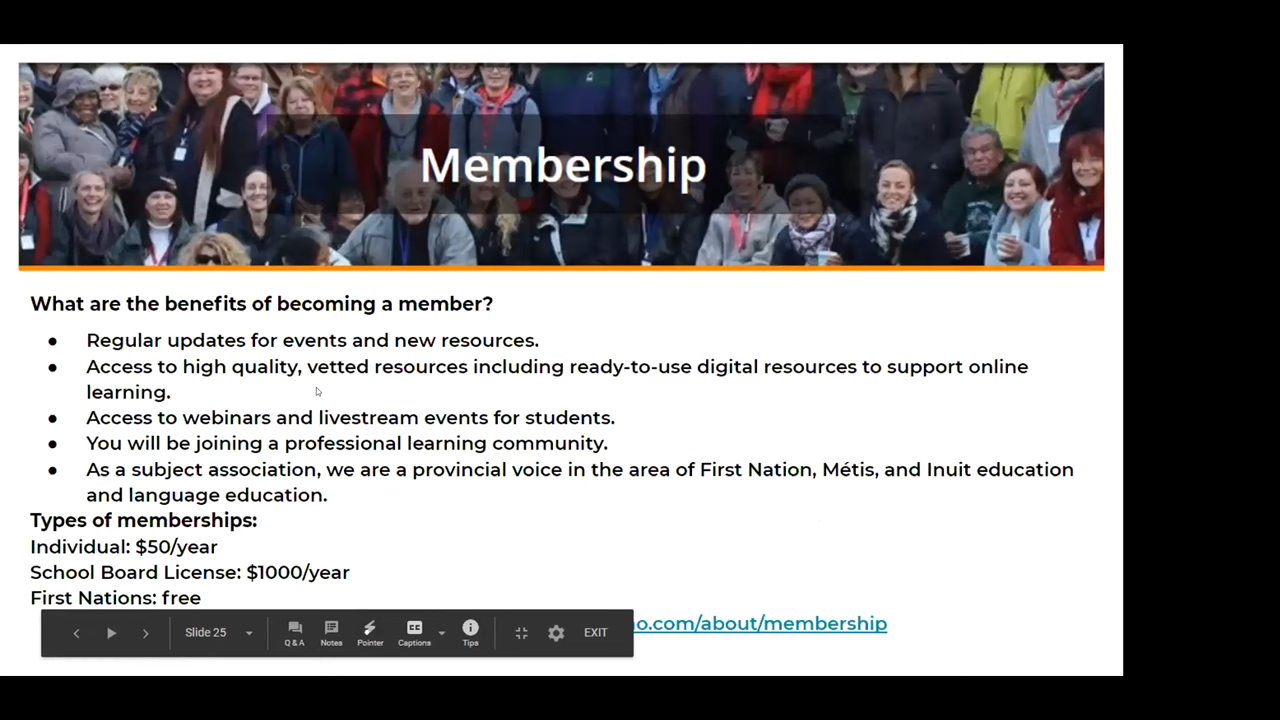 Membership
What are the benefits of becoming a member?
● Regular updates for events and new resources.
● Access to high quality, vetted resources including ready-to-use digital resources to support online
learning.
● Access to webinars and livestream events for students.
● You will be joining a professional learning community.
● As a subject association, we are a provincial voice in the area of First Nation, Métis, and Inuit education
and language education.
Types of memberships:
Individual: $50/year
School Board License: $1000/year
First Nations: free
o.com/about/membership
Slide 25
Q & A
Notes
Pointer
CC
Captions
Tips
EXIT